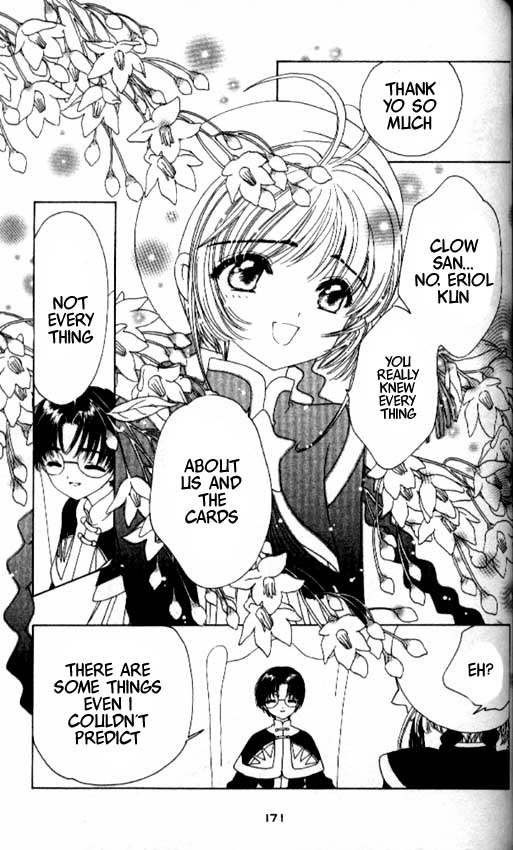 THANK
YO SO
MUCH
CLOW
SAN...
NO. ERIOL
KUN
YOU
REALLY
KNEW
EVERY
THING
ABOUT
US AND
THE
CARDS
NOT
EVERY
THING
EH?
THERE ARE
SOME THINGS
EVEN I
COULDN'T
PREDICT
171